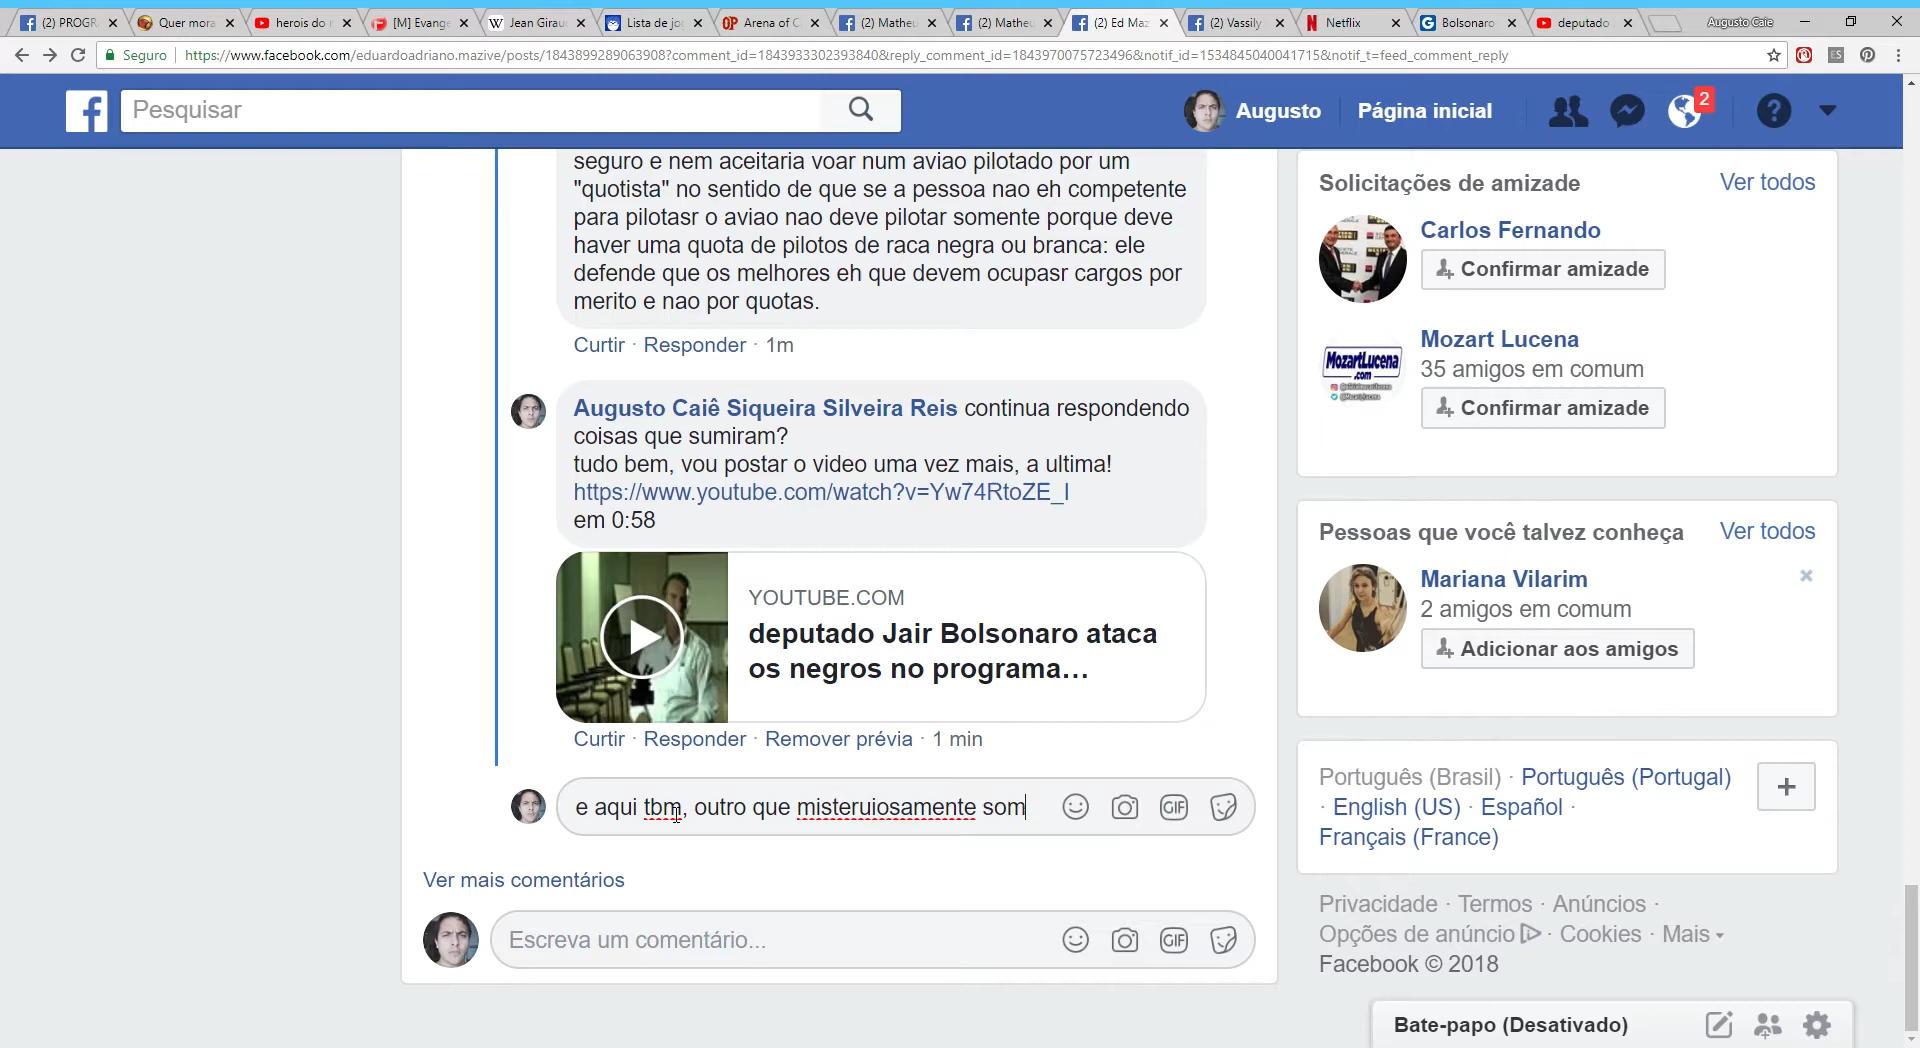 (2) PROGR
Quer mora
herois do r
[M] Evange
Jean Girau
Lista de jo
Arena of C
(2) Matheu
(2) Matheu
(2) Ed Maz
(2) Vassily
Netflix
Bolsonaro
deputado
Augusto Caie
Seguro
https://www.facebook.com/eduardoadriano.mazive/posts/1843899289063908?comment_id=1843933302393840&reply_comment_id=1843970075723496&notif_id=1534845040041715&notif_t=feed_comment_reply
Pesquisar
Augusto
Página inicial
2
seguro e nem aceitaria voar num aviao pilotado por um
"quotista" no sentido de que se a pessoa nao eh competente
para pilotasr o aviao nao deve pilotar somente porque deve
haver uma quota de pilotos de raca negra ou branca: ele
defende que os melhores eh que devem ocupasr cargos por
merito e nao por quotas.
Curtir · Responder · 1m
Augusto Caiê Siqueira Silveira Reis continua respondendo
coisas que sumiram?
tudo bem, vou postar o video uma vez mais, a ultima!
https://www.youtube.com/watch?v=Yw74RtoZE_I
em 0:58
YOUTUBE.COM
deputado Jair Bolsonaro ataca
os negros no programa…
Curtir · Responder · Remover prévia · 1 min
e aqui tbm, outro que misteruiosamente som
GIF
Ver mais comentários
Escreva um comentário...
GIF
Solicitações de amizade
Ver todos
Carlos Fernando
Confirmar amizade
MozartLucena
.com
Mozart Lucena
35 amigos em comum
Confirmar amizade
Pessoas que você talvez conheça
Ver todos
Mariana Vilarim
2 amigos em comum
Adicionar aos amigos
Português (Brasil) · Português (Portugal)
· English (US) · Español ·
Français (France)
Privacidade · Termos · Anúncios ·
Opções de anúncio · Cookies · Mais
Facebook © 2018
Bate-papo (Desativado)